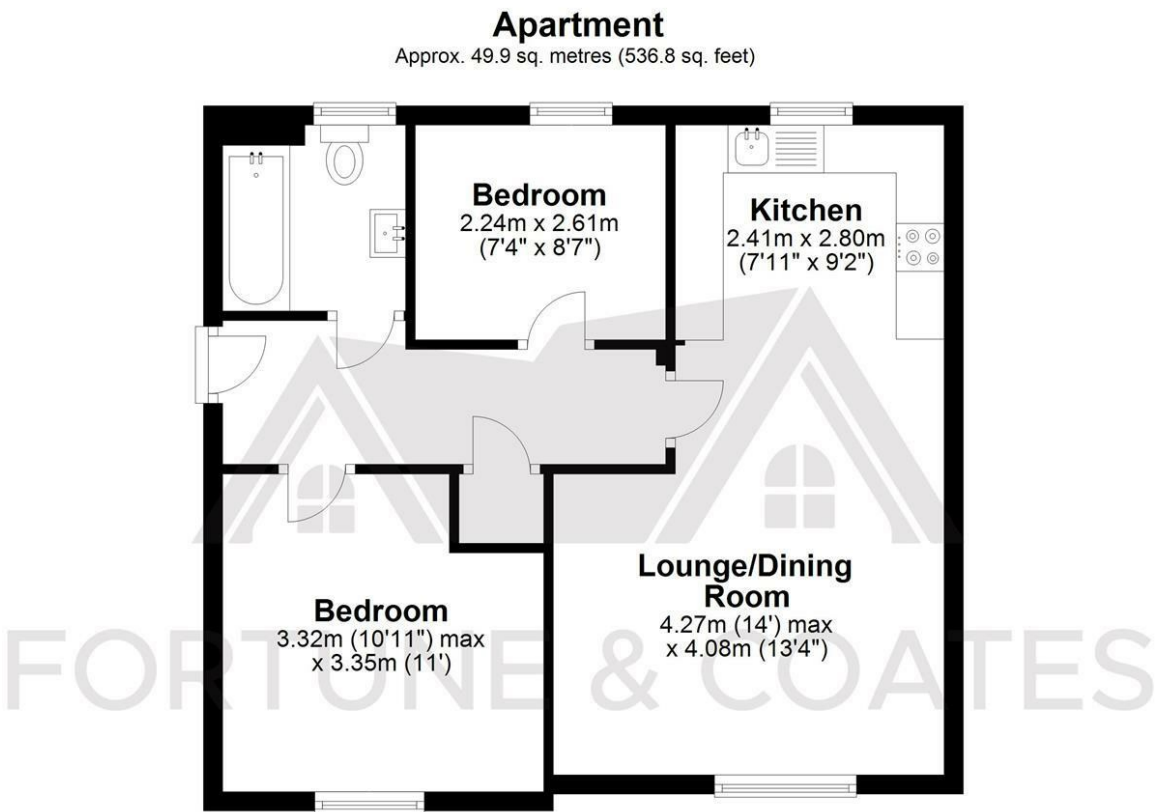 Apartment
Approx. 49.9 sq. metres (536.8 sq. feet)
Bedroom
2.24m x 2.61m
(7'4" x 8'7")
Kitchen
2.41m x 2.80m
(7'11" x 9'2")
Lounge/Dining
Room
4.27m (14') max
x 4.08m (13'4")
Bedroom
3.32m (10'11") max
x 3.35m (11')
FORTUNE & COATES